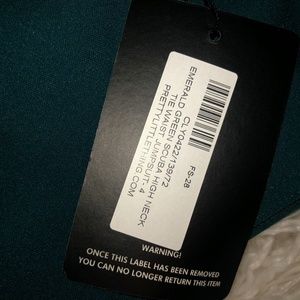 FS-28
CLY0422/139/72
EMERALD GREEN SCUBA HIGH NECK
TIE WAIST JUMPSUIT- 4
PRETTYLITTLETHING.COM
WARNING!
ONCE THIS LABEL HAS BEEN REMOVED
YOU CAN NO LONGER RETURN THIS ITEM